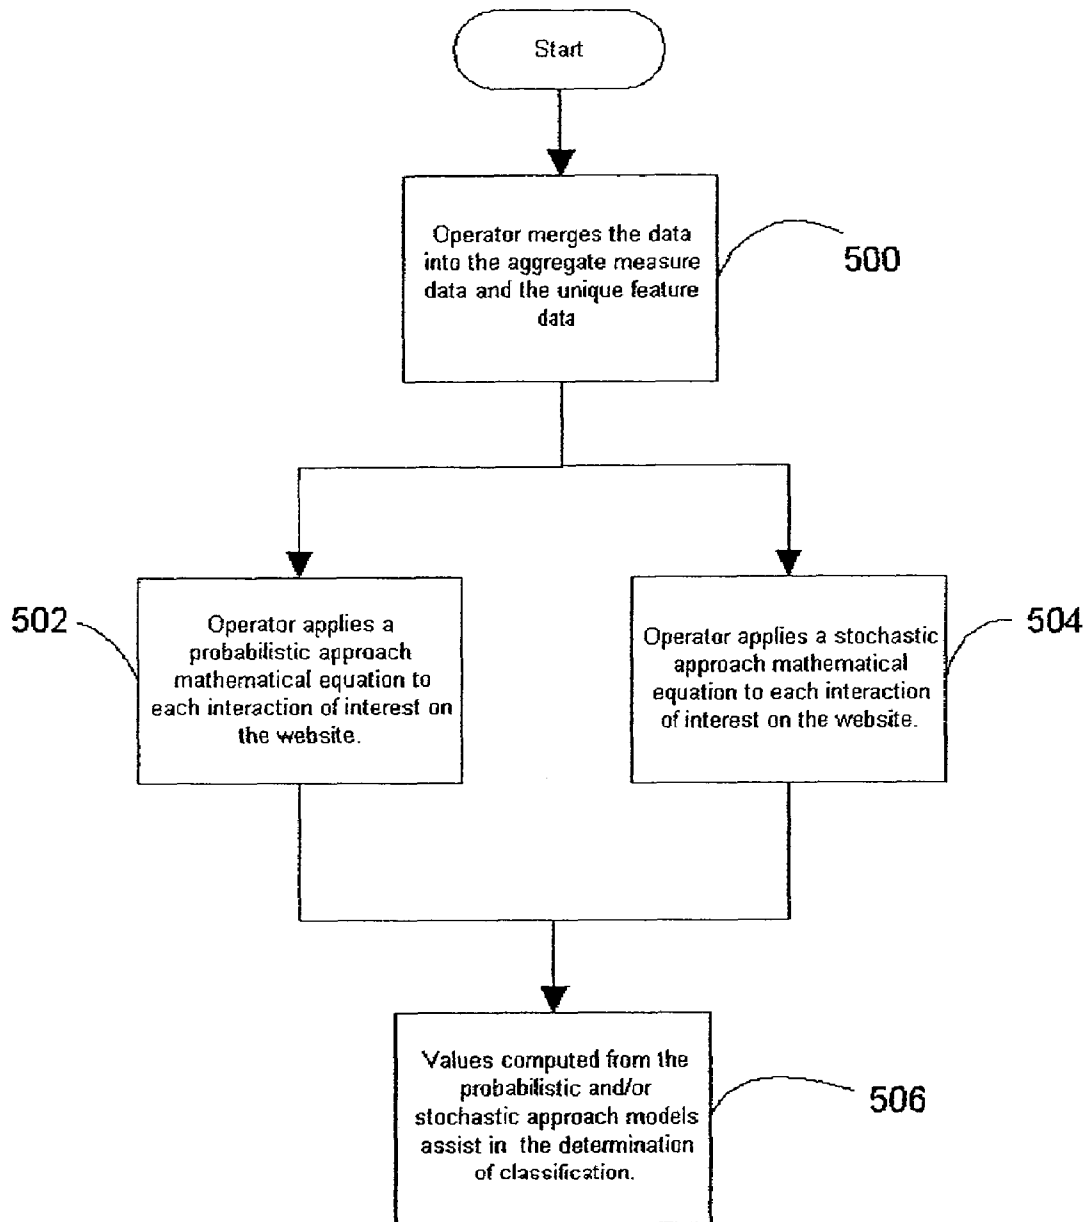 Start
Operator merges the data
into the aggregate measure
data and the unique feature
data
500
502
Operator applies a
probabilistic approach
mathematical equation to
each interaction of interest on
the website.
Operator applies a stochastic
approach mathematical
equation to each interaction
of interest on the website.
504
Values computed from the
probabilistic and/or
stochastic approach models
assist in the determination
of classification.
506